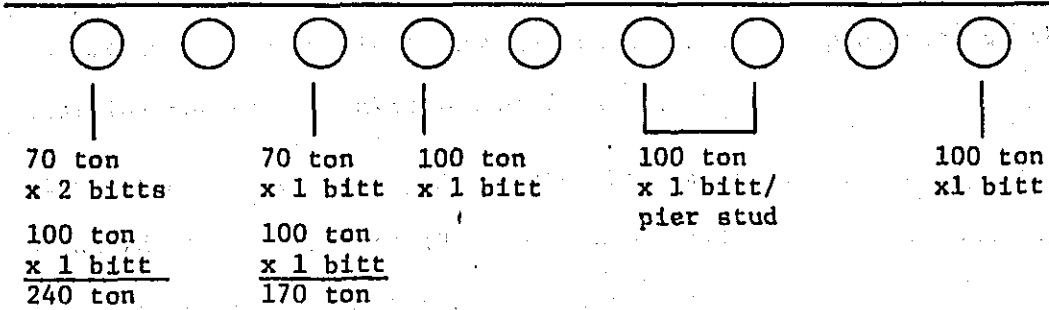 70 ton
x 2 bitts
100 ton
x 1 bitt
240 ton
70 ton
x 1 bitt
100 ton
x 1 bitt
170 ton
100 ton
x 1 bitt
100 ton
x 1 bitt/
pier stud
100 ton
x1 bitt